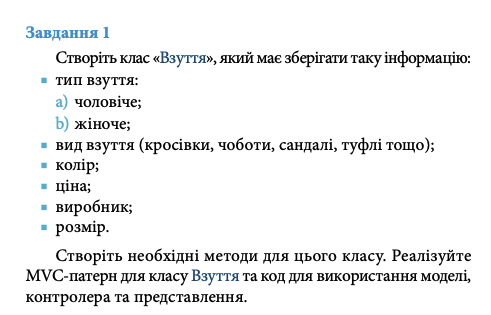 Завдання 1
Створіть клас «Взуття», який має зберігати таку інформацію:
■ тип взуття:
a) чоловіче;
b) жіноче;
■ вид взуття (кросівки, чоботи, сандалі, туфлі тощо);
■ колір;
■ ціна;
■ виробник;
■ розмір.
Створіть необхідні методи для цього класу. Реалізуйте
MVC-патерн для класу Взуття та код для використання моделі,
контролера та представлення.